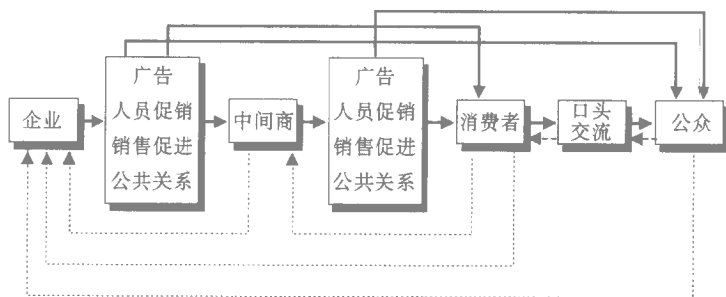 企业
广告
人员促销
销售促进
公共关系
中间商
广告
人员促销
销售促进
公共关系
消费者
口头
交流
公众